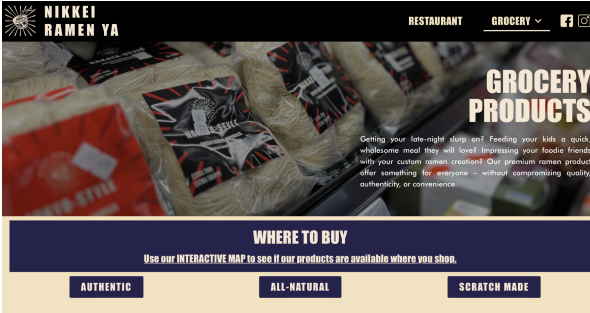 NIKKEI
RAMEN YA
RESTAURANT
GROCERY
GROCERY
PRODUCTS
Getting your late-night slurp on? Feeding your kids a quick,
wholesome meal they will love? Impressing your foodie friends
with your custom ramen creation? Our premium ramen product
offer something for everyone – without compromizing quality,
authenticity, or convenience.
WHERE TO BUY
Use our INTERACTIVE MAP to see if our products are available where you shop.
AUTHENTIC
ALL-NATURAL
SCRATCH MADE